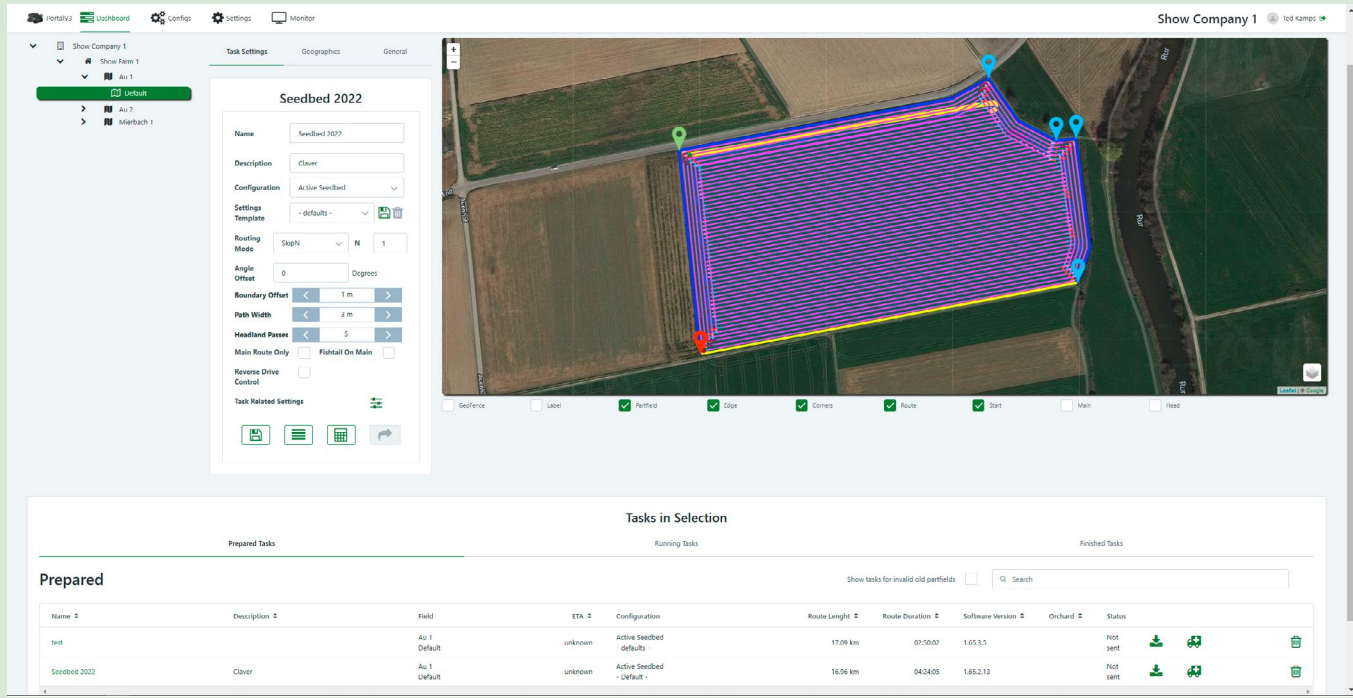 PortalV3 Dashboard Configs Settings Monitor Show Company 1 Ted Kamps
Show Company 1
Show Farm 1
Au 1
Default
Au 2
Mierbach 1
Task Settings Geographics General
Seedbed 2022
Name Seedbed 2022
Description Claver
Configuration Active Seedbed
Settings Template - defaults -
Routing Mode SkipN N 1
Angle Offset 0 Degrees
Boundary Offset 1 m
Path Width 3 m
Headland Passes 5
Main Route Only Fishtail On Main
Reverse Drive Control
Task Related Settings
+
−
Rur
Rur
Rur
Leaflet | © Google
GeoFence Label Partfield Edge Corners Route Start Main Head
Tasks in Selection
Prepared Tasks Running Tasks Finished Tasks
Prepared
Show tasks for invalid old partfields Search
Name Description Field ETA Configuration Route Lenght Route Duration Software Version Orchard Status
test Au 1 Default unknown Active Seedbed - defaults - 17.09 km 02:50:02 1.65.3.5 Not sent
Seedbed 2022 Claver Au 1 Default unknown Active Seedbed - Default - 16.96 km 04:24:05 1.65.2.13 Not sent